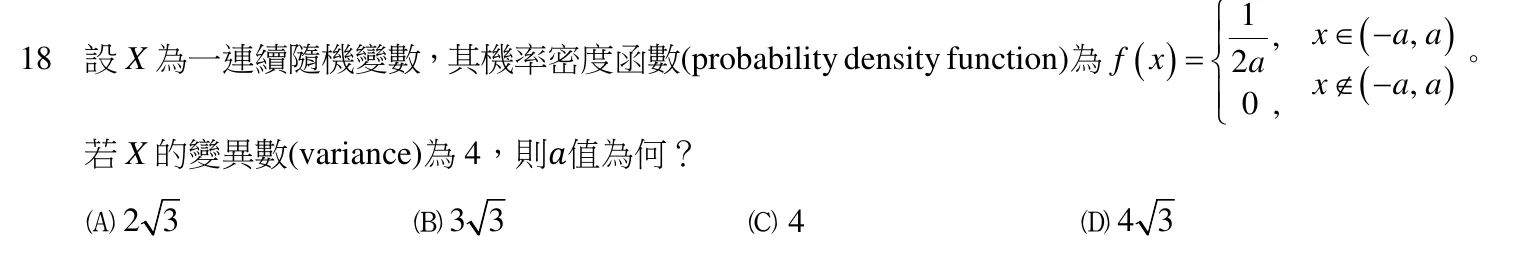 18 設 X 為一連續隨機變數，其機率密度函數(probability density function)為 f(x) = { 1/2a, x∈(−a, a) ; 0, x∉(−a, a) 。
若 X 的變異數(variance)為 4，則a值為何？
(A) 2√3 (B) 3√3 (C) 4 (D) 4√3